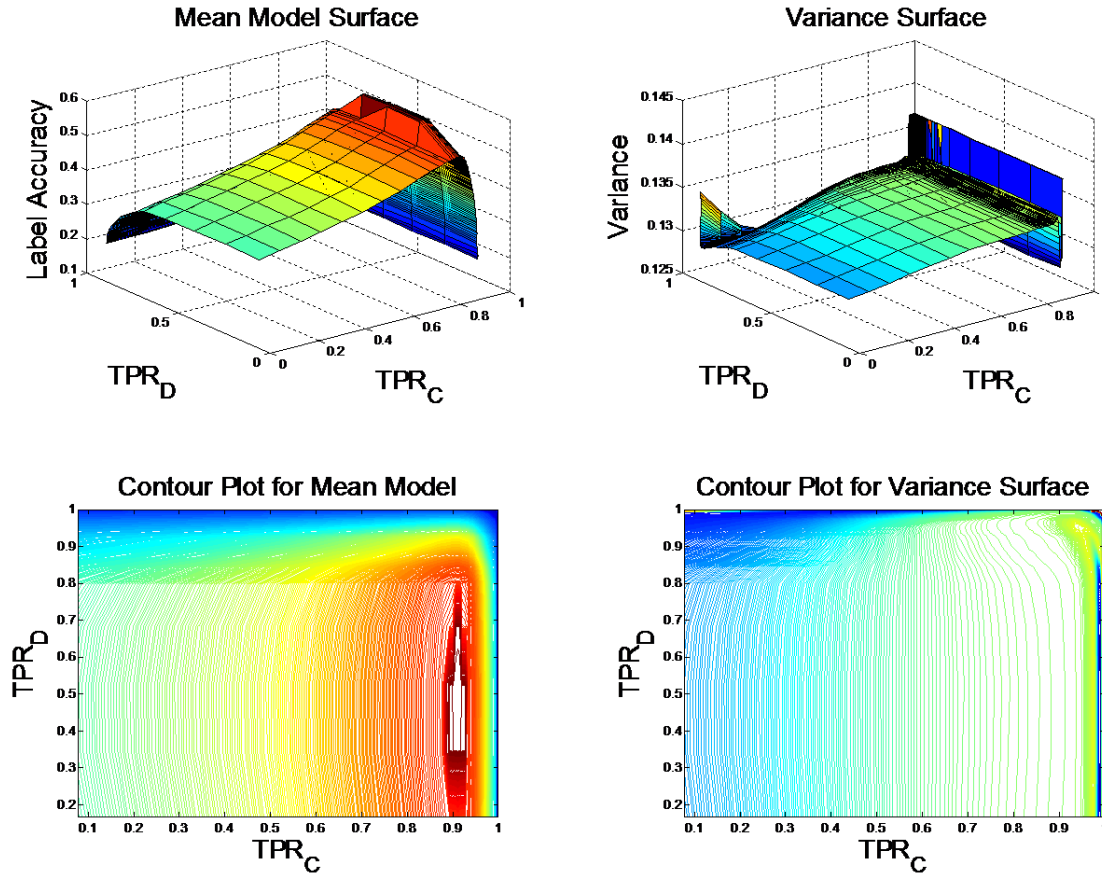 Mean Model Surface
Label Accuracy
0.6
0.5
0.4
0.3
0.2
0.1
1
0.5
0
TPR_D
0
0.2
0.4
0.6
0.8
1
TPR_C
Variance Surface
Variance
0.145
0.14
0.135
0.13
0.125
1
0.5
0
TPR_D
0
0.2
0.4
0.6
0.8
TPR_C
Contour Plot for Mean Model
TPR_D
1
0.9
0.8
0.7
0.6
0.5
0.4
0.3
0.2
0.1 0.2 0.3 0.4 0.5 0.6 0.7 0.8 0.9 1
TPR_C
Contour Plot for Variance Surface
TPR_D
1
0.9
0.8
0.7
0.6
0.5
0.4
0.3
0.2
0.1 0.2 0.3 0.4 0.5 0.6 0.7 0.8 0.9
TPR_C